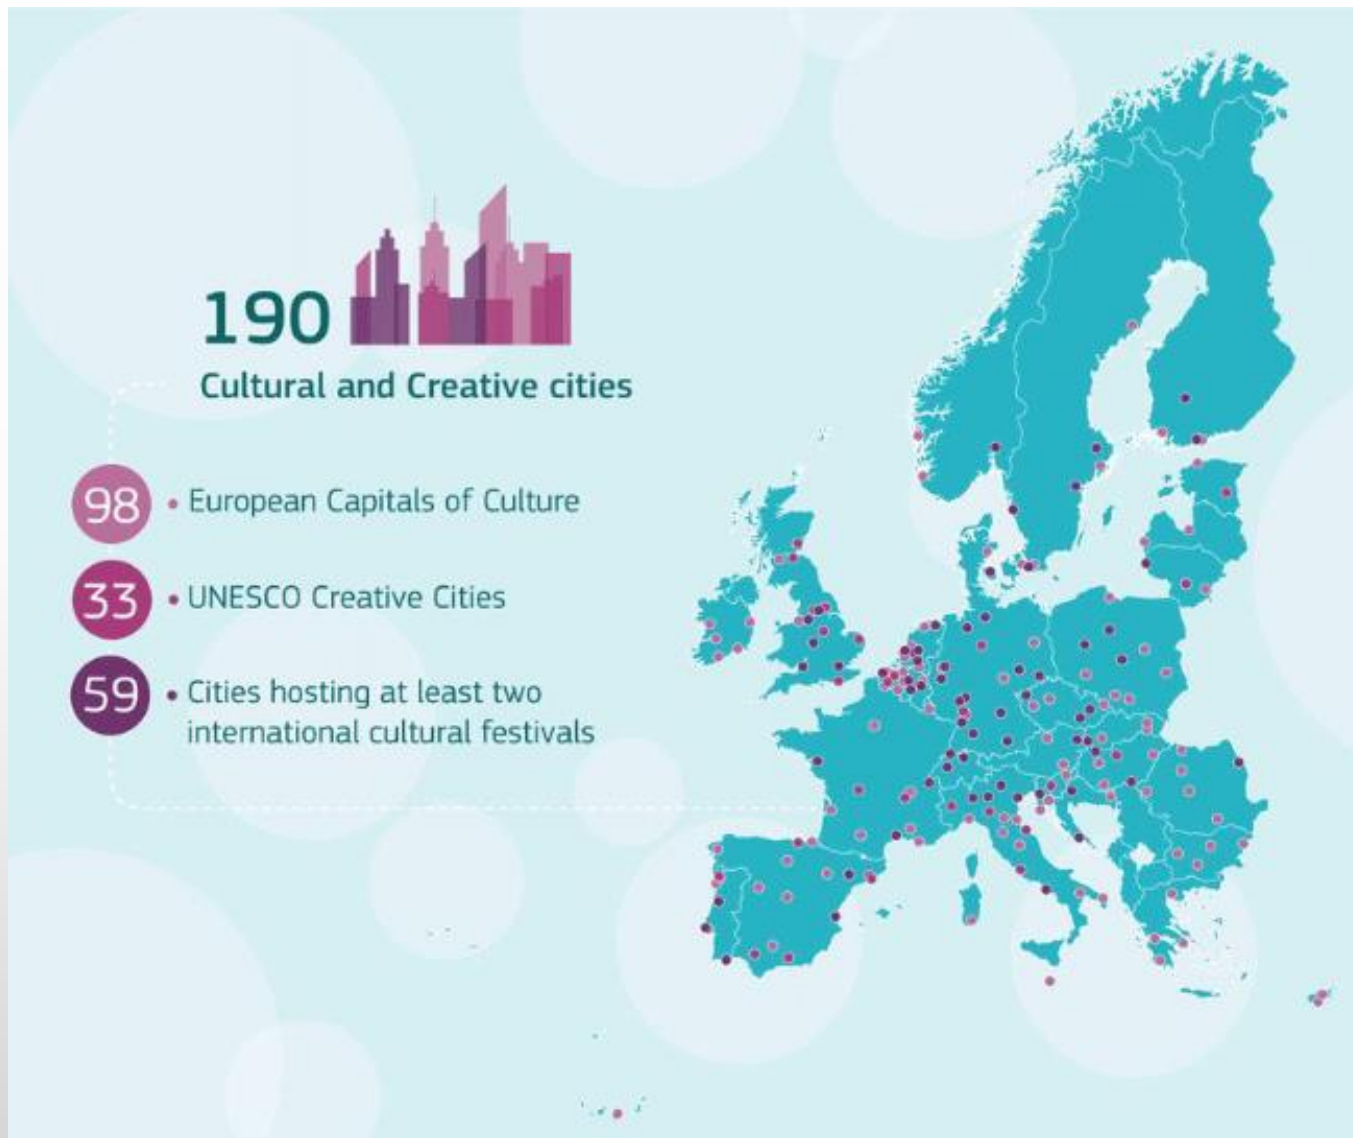 190
Cultural and Creative cities
98 • European Capitals of Culture
33 • UNESCO Creative Cities
59 • Cities hosting at least two
international cultural festivals